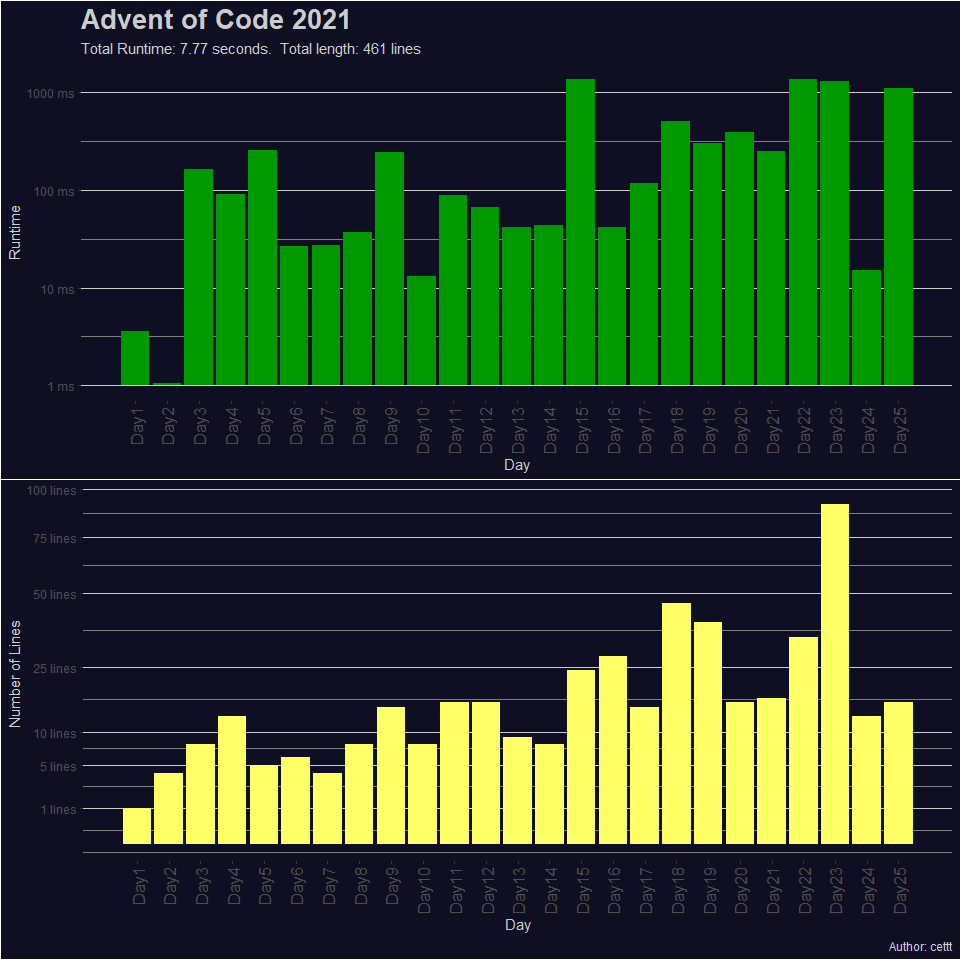 Advent of Code 2021
Total Runtime: 7.77 seconds.  Total length: 461 lines
1000 ms
100 ms
10 ms
1 ms
Runtime
Day1
Day2
Day3
Day4
Day5
Day6
Day7
Day8
Day9
Day10
Day11
Day12
Day13
Day14
Day15
Day16
Day17
Day18
Day19
Day20
Day21
Day22
Day23
Day24
Day25
Day
100 lines
75 lines
50 lines
25 lines
10 lines
5 lines
1 lines
Number of Lines
Day1
Day2
Day3
Day4
Day5
Day6
Day7
Day8
Day9
Day10
Day11
Day12
Day13
Day14
Day15
Day16
Day17
Day18
Day19
Day20
Day21
Day22
Day23
Day24
Day25
Day
Author: cettt